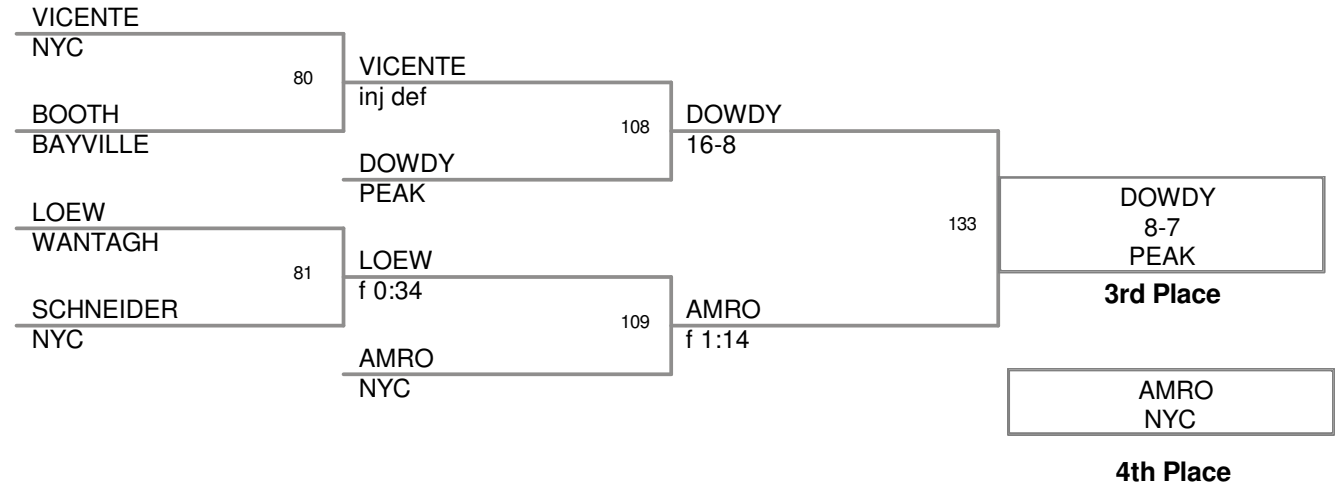 VICENTE
NYC
80
BOOTH
BAYVILLE
LOEW
WANTAGH
81
SCHNEIDER
NYC
VICENTE
inj def
108
DOWDY
PEAK
LOEW
f 0:34
109
AMRO
NYC
DOWDY
16-8
133
AMRO
f 1:14
DOWDY
8-7
PEAK
3rd Place
AMRO
NYC
4th Place